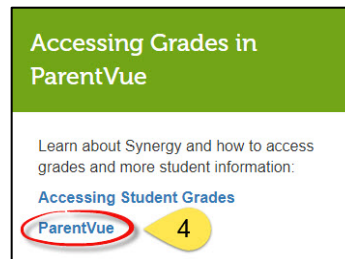 Accessing Grades in
ParentVue
Learn about Synergy and how to access
grades and more student information:
Accessing Student Grades
ParentVue
4